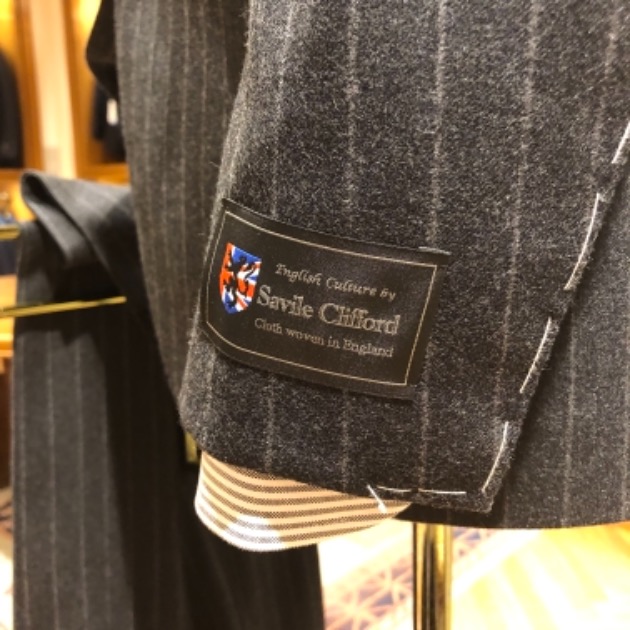 English Culture by
Savile Clifford
Cloth woven in England